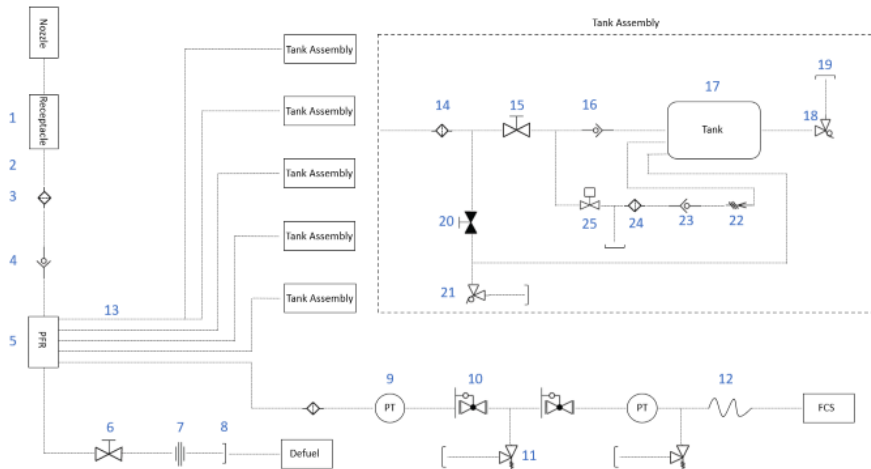 Nozzle
Tank Assembly
Tank Assembly
19
14
15
16
17
1
Receptacle
Tank Assembly
Tank
18
2
3
Tank Assembly
25
24
23
22
20
4
Tank Assembly
13
Tank Assembly
21
5
PFR
9
10
12
PT
PT
FCS
6
7
8
11
Defuel